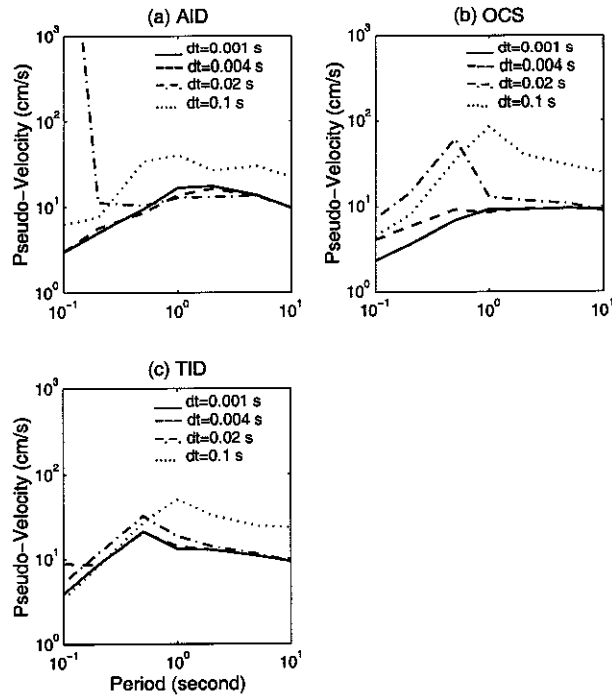 (a) AID
Pseudo-Velocity (cm/s)
10³
10²
10¹
10⁰
dt=0.001 s
dt=0.004 s
dt=0.02 s
dt=0.1 s
10⁻¹ 10⁰ 10¹
(b) OCS
Pseudo-Velocity (cm/s)
10³
10²
10¹
10⁰
dt=0.001 s
dt=0.004 s
dt=0.02 s
dt=0.1 s
10⁻¹ 10⁰ 10¹
(c) TID
Pseudo-Velocity (cm/s)
10³
10²
10¹
10⁰
dt=0.001 s
dt=0.004 s
dt=0.02 s
dt=0.1 s
10⁻¹ 10⁰ 10¹
Period (second)